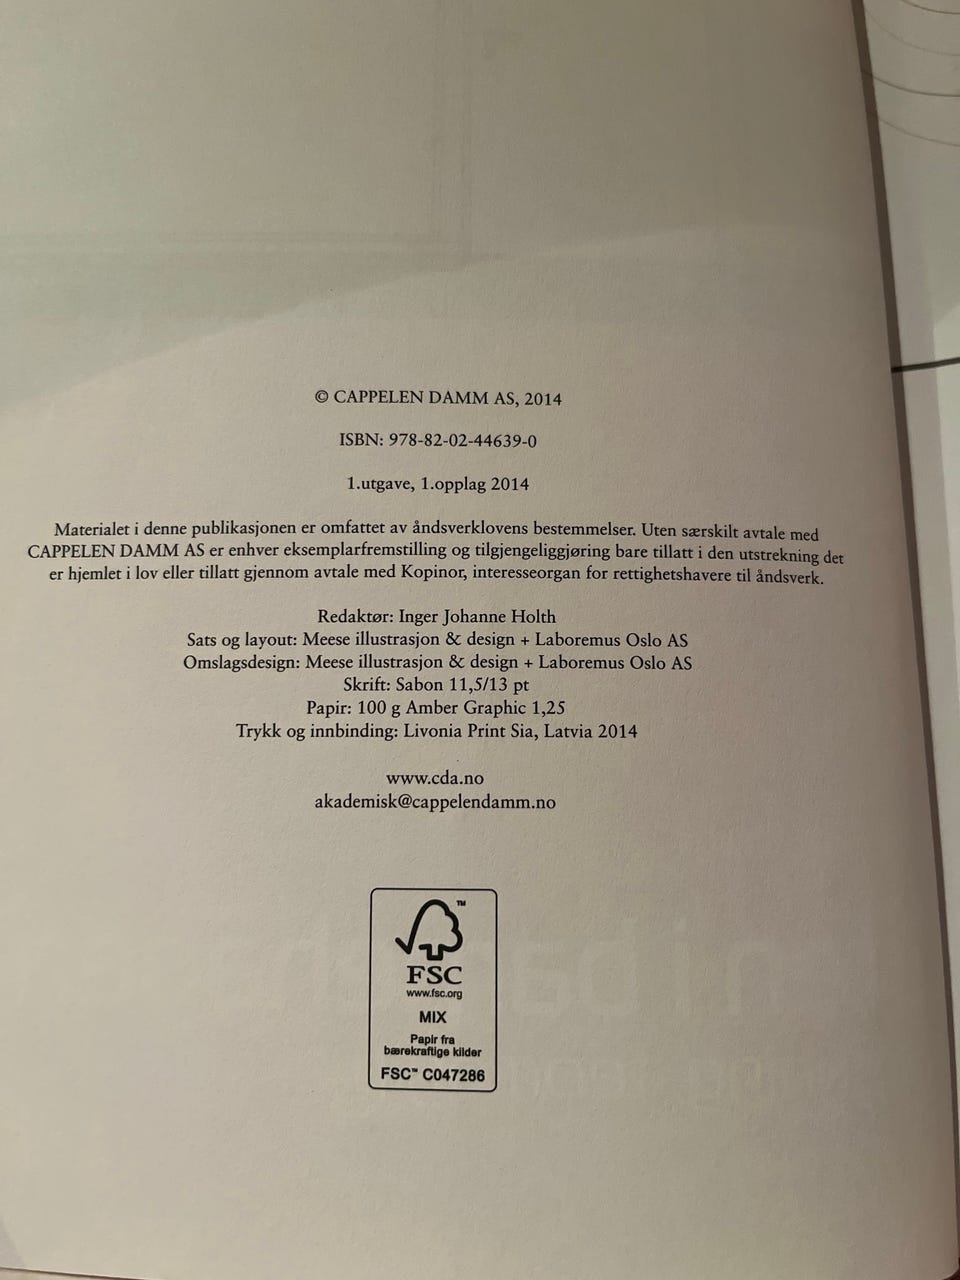 © CAPPELEN DAMM AS, 2014
ISBN: 978-82-02-44639-0
1.utgave, 1.opplag 2014
Materialet i denne publikasjonen er omfattet av åndsverklovens bestemmelser. Uten særskilt avtale med
CAPPELEN DAMM AS er enhver eksemplarfremstilling og tilgjengeliggjøring bare tillatt i den utstrekning det
er hjemlet i lov eller tillatt gjennom avtale med Kopinor, interesseorgan for rettighetshavere til åndsverk.
Redaktør: Inger Johanne Holth
Sats og layout: Meese illustrasjon & design + Laboremus Oslo AS
Omslagsdesign: Meese illustrasjon & design + Laboremus Oslo AS
Skrift: Sabon 11,5/13 pt
Papir: 100 g Amber Graphic 1,25
Trykk og innbinding: Livonia Print Sia, Latvia 2014
www.cda.no
akademisk@cappelendamm.no
TM
FSC
www.fsc.org
MIX
Papir fra
bærekraftige kilder
FSC™ C047286